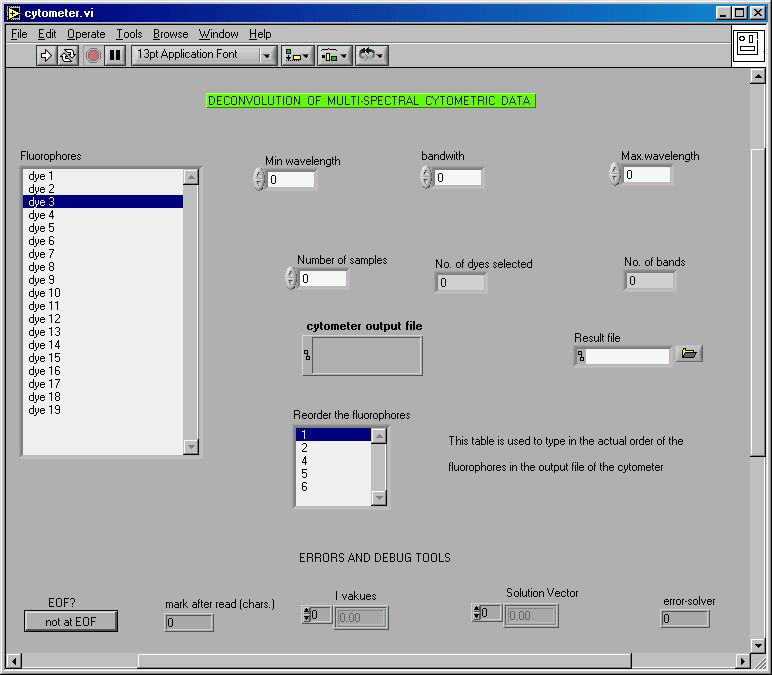 cytometer.vi
File Edit Operate Tools Browse Window Help
13pt Application Font
DECONVOLUTION OF MULTI-SPECTRAL CYTOMETRIC DATA
Fluorophores
dye 1
dye 2
dye 3
dye 4
dye 5
dye 6
dye 7
dye 8
dye 9
dye 10
dye 11
dye 12
dye 13
dye 14
dye 15
dye 16
dye 17
dye 18
dye 19
Min wavelength
0
bandwith
0
Max.wavelength
0
Number of samples
0
No. of dyes selected
0
No. of bands
0
cytometer output file
Result file
Reorder the fluorophores
1
2
4
5
6
This table is used to type in the actual order of the
fluorophores in the output file of the cytometer
ERRORS AND DEBUG TOOLS
EOF?
not at EOF
mark after read (chars.)
0
I vakues
0 0.00
Solution Vector
0 0.00
error-solver
0